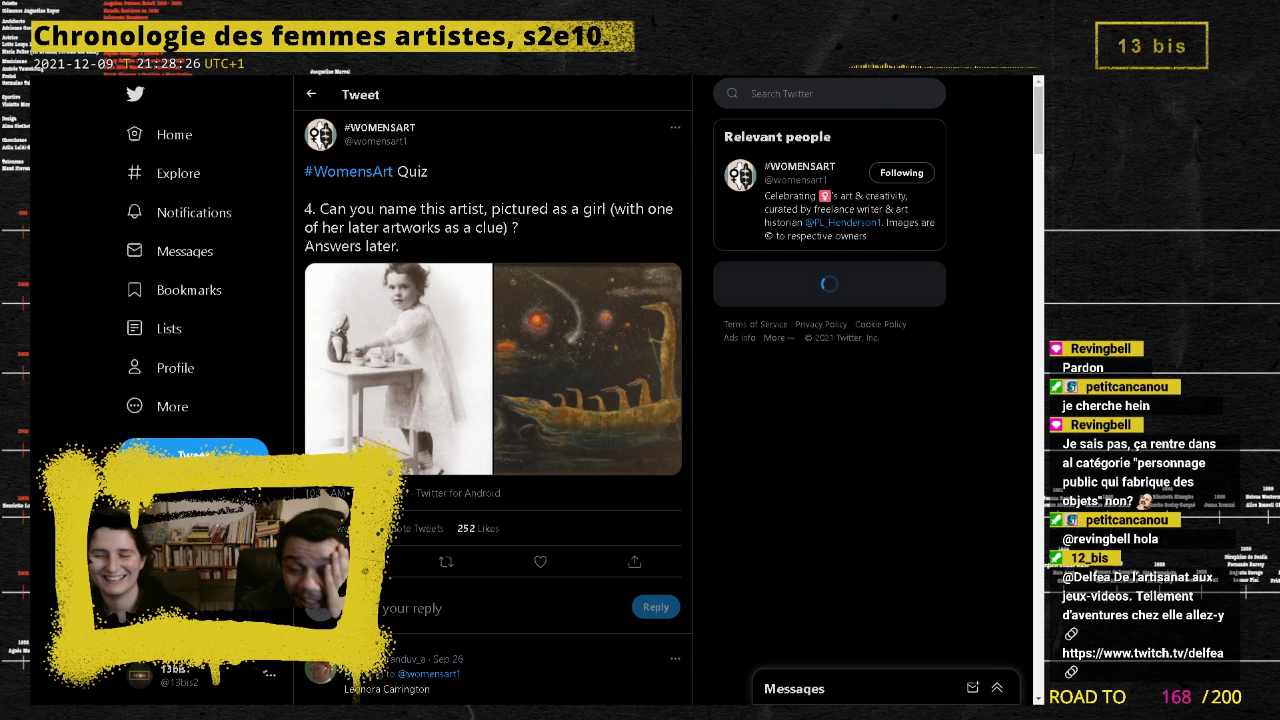 Chronologie des femmes artistes, s2e10.
2021-12-09 T 21:28:26 UTC+1
13 bis
Jacqueline Marval
Tweet
Search Twitter
Home
Explore
Notifications
Messages
Bookmarks
Lists
Profile
More
#WOMENSART
@womensart1
#WomensArt Quiz
4. Can you name this artist, pictured as a girl (with one
of her later artworks as a clue) ?
Answers later.
Twitter for Android
Tweets 252 Likes
your reply
Reply
Sep 26
to @womensart1
Leonora Carrington
13bis
@13bis2
Relevant people
#WOMENSART
@womensart1
Following
Celebrating 🚺's art & creativity,
curated by freelance writer & art
historian @PL_Henderson1. Images are
© to respective owners
Terms of Service Privacy Policy Cookie Policy
Ads info More ··· © 2021 Twitter, Inc.
Messages
Revingbell
Pardon
petitcancanou
je cherche hein
Revingbell
Je sais pas, ça rentre dans
al catégorie "personnage
public qui fabrique des
objets" non?
petitcancanou
@revingbell hola
12_bis
@Delfea De l'artisanat aux
jeux-videos. Tellement
d'aventures chez elle allez-y
https://www.twitch.tv/delfea
ROAD TO 168 / 200